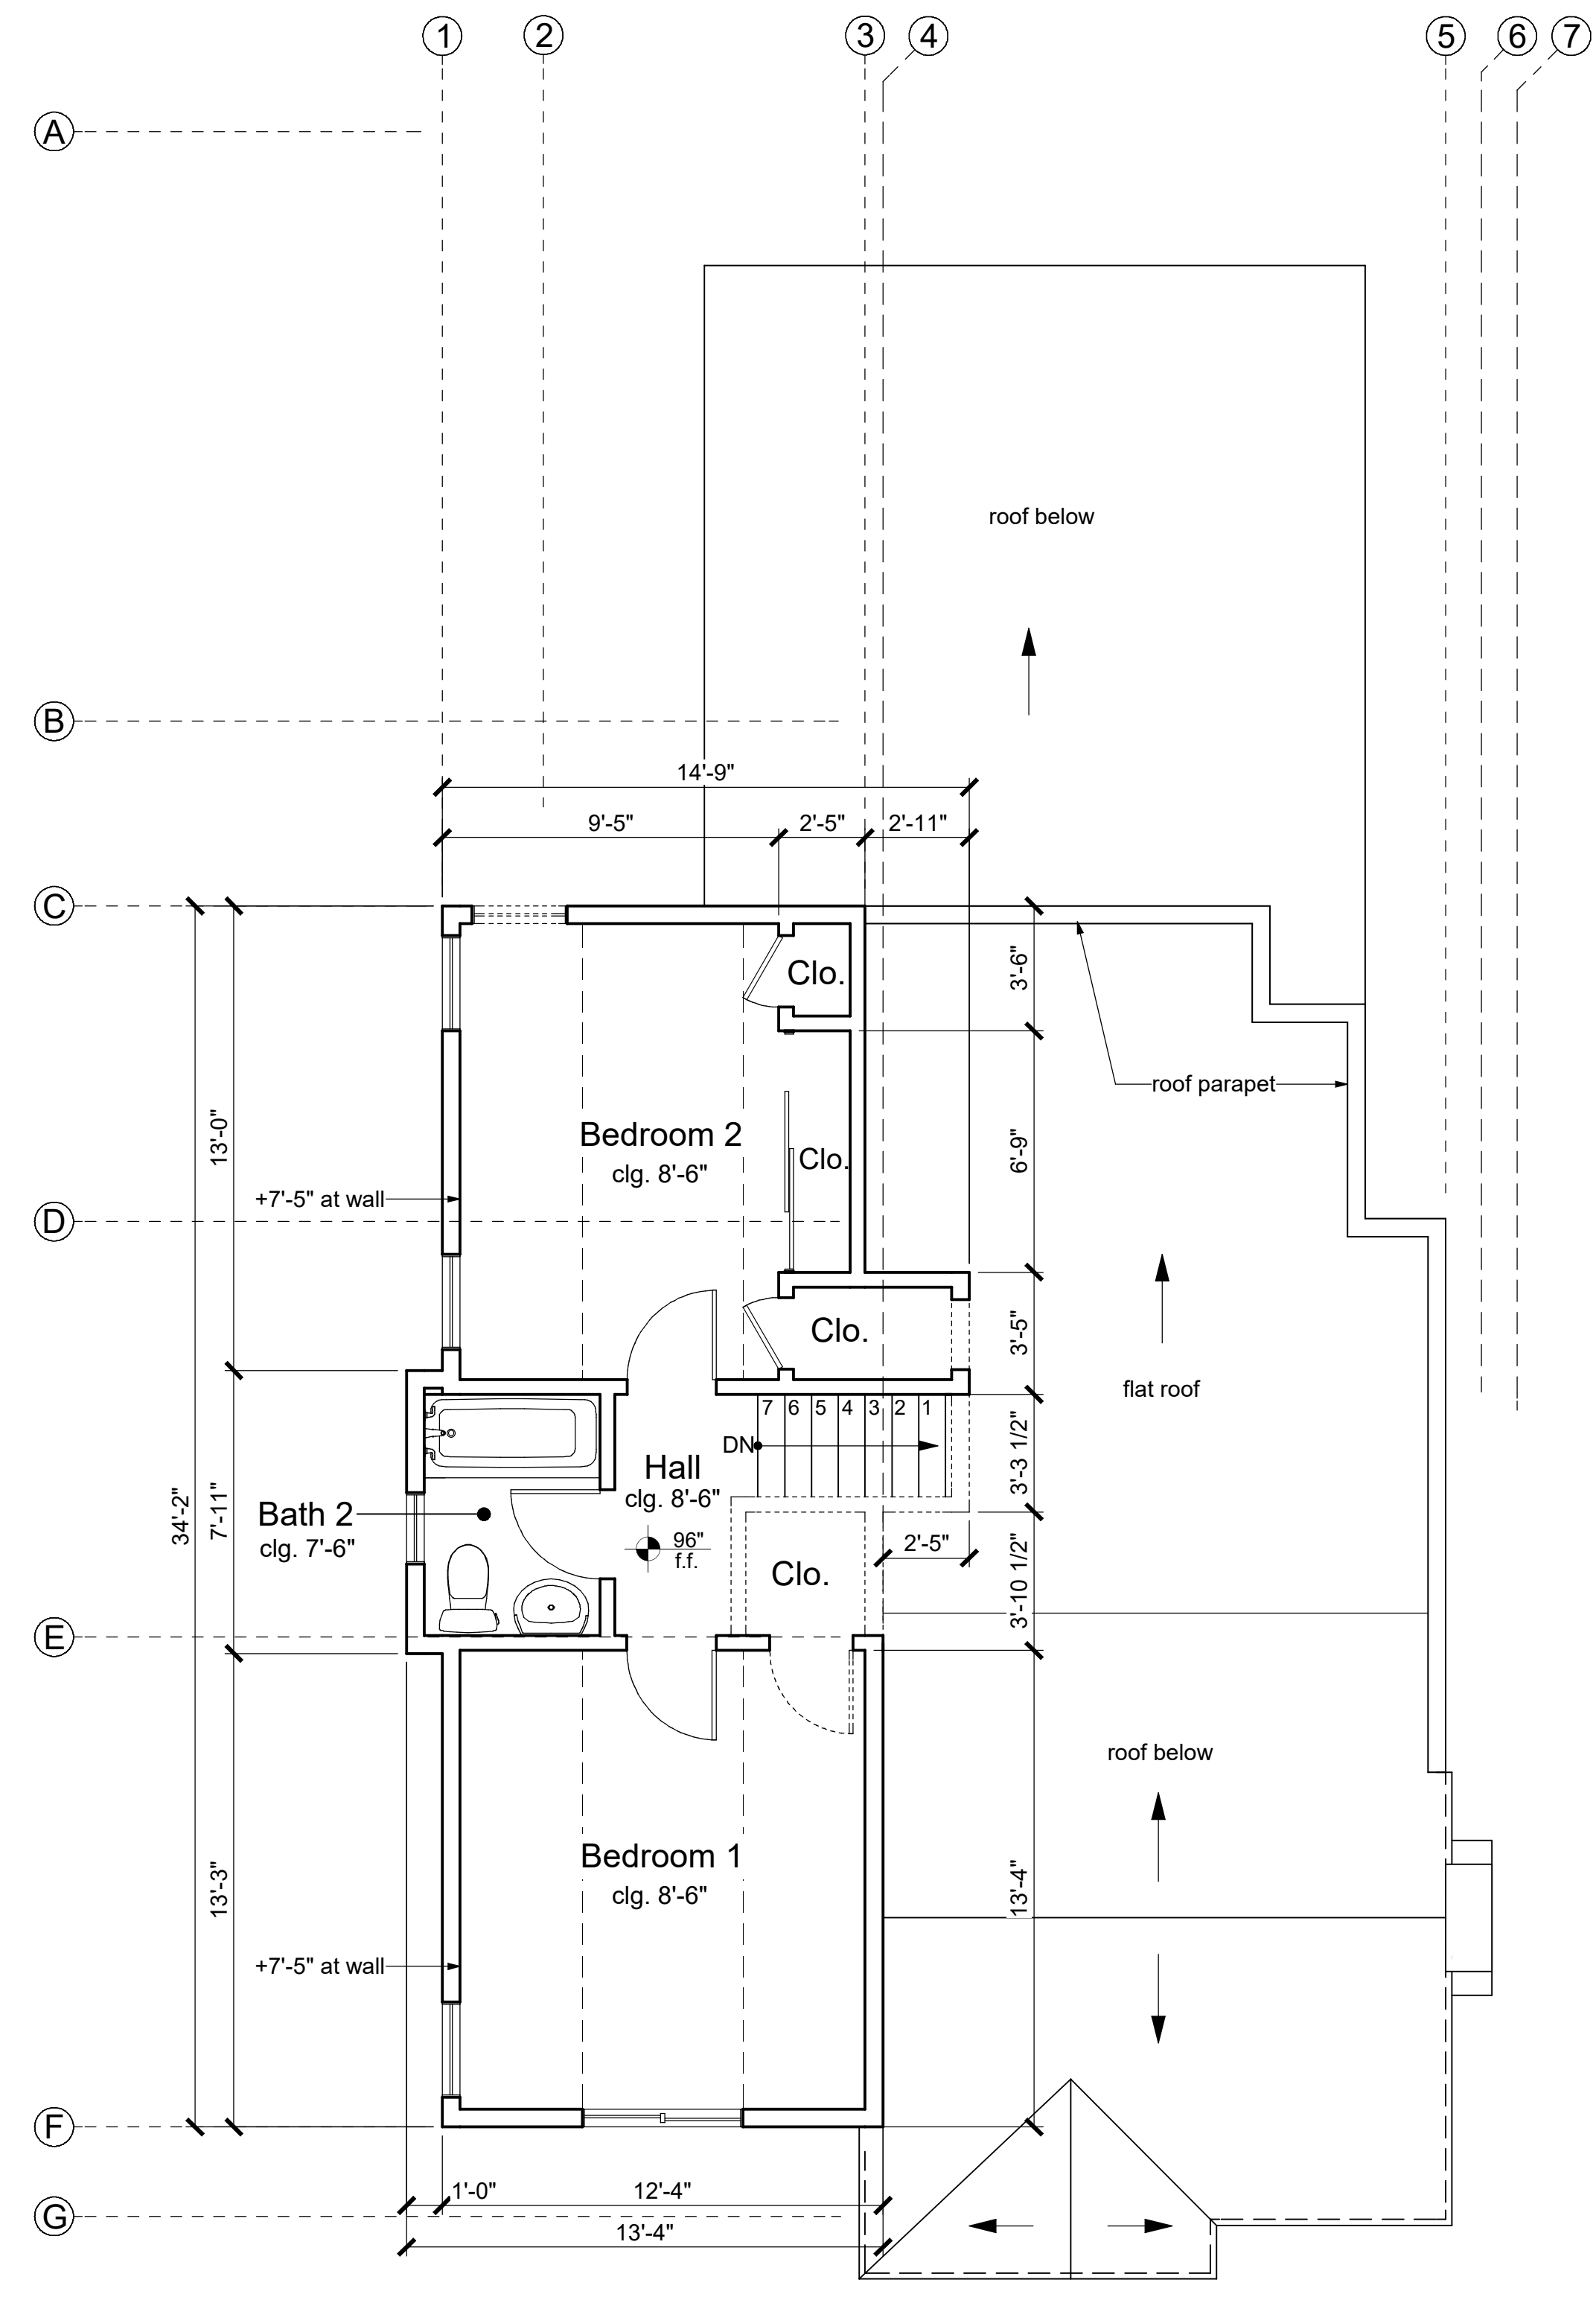 1 2 3 4 5 6 7
A
roof below
B
14'-9"
9'-5" 2'-5" 2'-11"
C
Clo.
3'-6"
roof parapet
13'-0"
Bedroom 2
clg. 8'-6"
Clo.
6'-9"
+7'-5" at wall
D
Clo.
3'-5"
flat roof
7 6 5 4 3 2 1
DN
3'-3 1/2"
Hall
clg. 8'-6"
34'-2"
7'-11"
Bath 2
clg. 7'-6"
96"
f.f.
2'-5"
Clo.
3'-10 1/2"
E
roof below
Bedroom 1
clg. 8'-6"
13'-3"
13'-4"
+7'-5" at wall
F
1'-0" 12'-4"
G
13'-4"